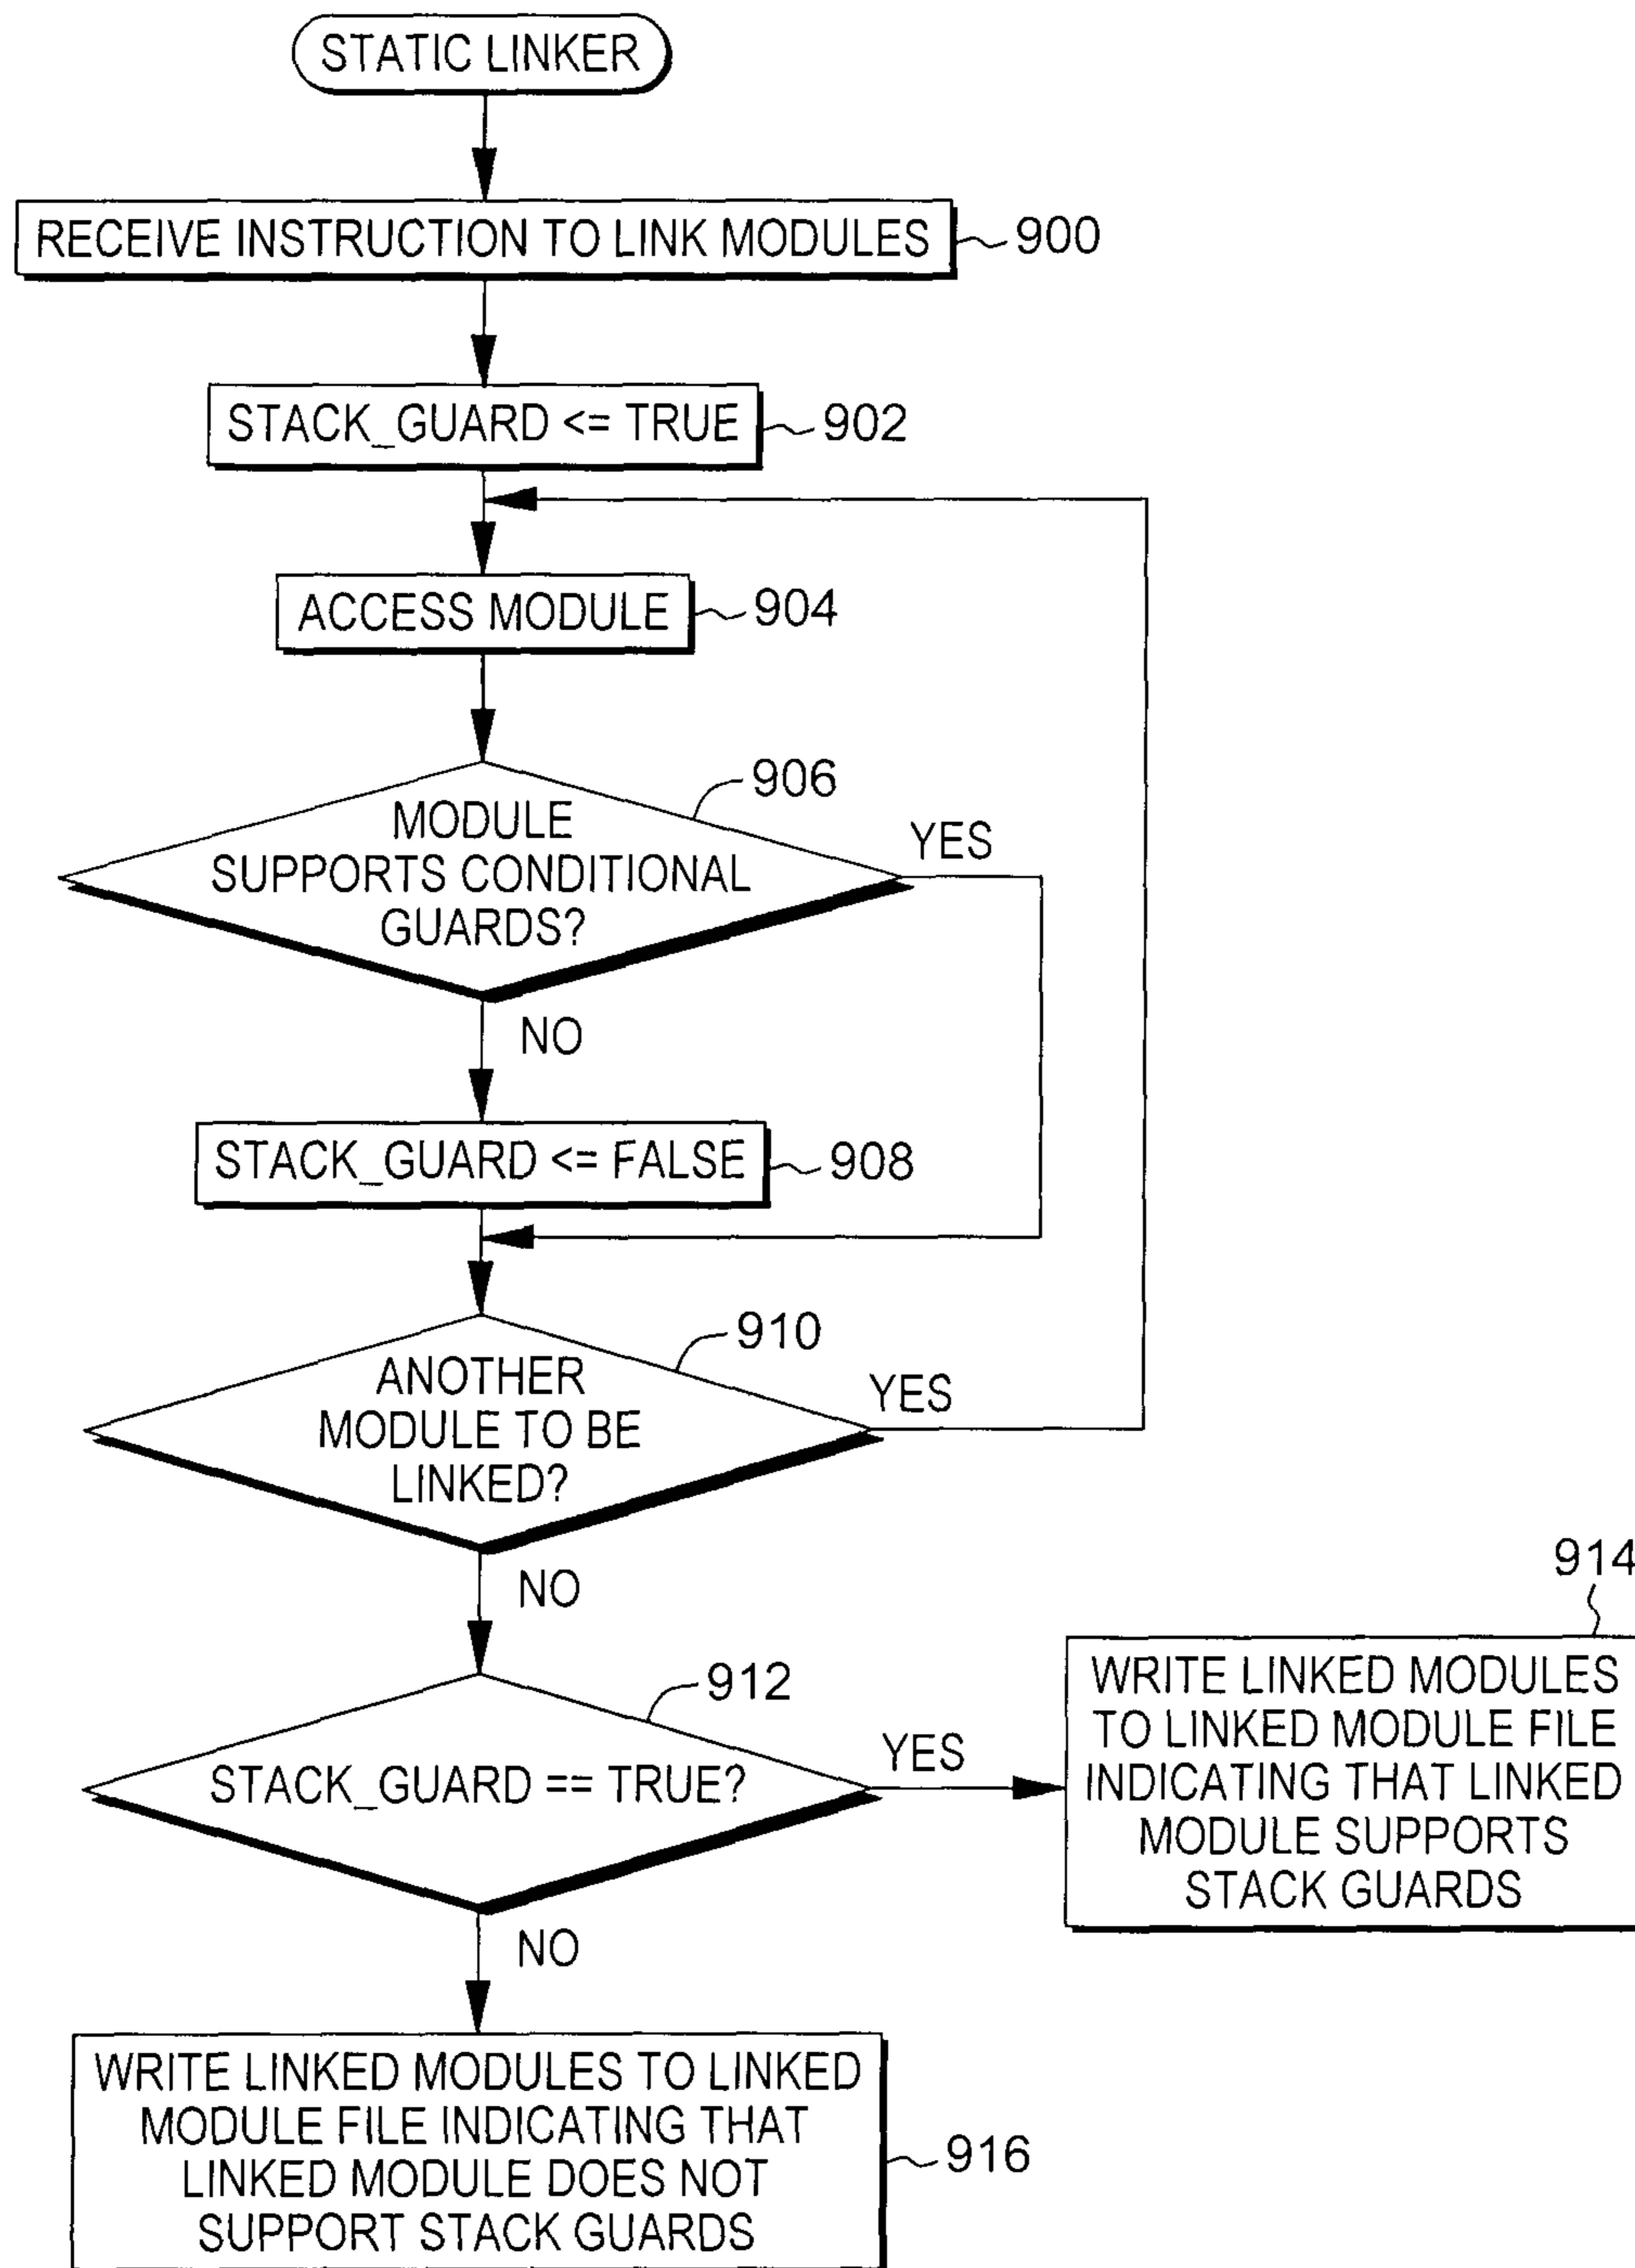 STATIC LINKER
RECEIVE INSTRUCTION TO LINK MODULES
900
STACK_GUARD <= TRUE
902
ACCESS MODULE
904
906
MODULE
SUPPORTS CONDITIONAL
GUARDS?
YES
NO
STACK_GUARD <= FALSE
908
910
ANOTHER
MODULE TO BE
LINKED?
YES
NO
912
STACK_GUARD == TRUE?
YES
NO
914
WRITE LINKED MODULES
TO LINKED MODULE FILE
INDICATING THAT LINKED
MODULE SUPPORTS
STACK GUARDS
WRITE LINKED MODULES TO LINKED
MODULE FILE INDICATING THAT
LINKED MODULE DOES NOT
SUPPORT STACK GUARDS
916